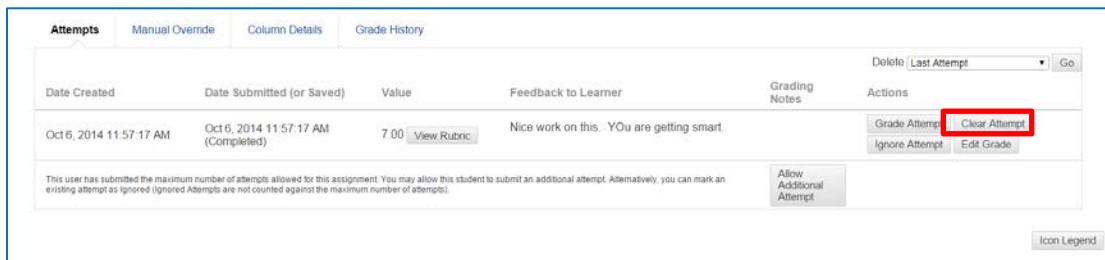 Attempts Manual Override Column Details Grade History
Delete Last Attempt Go
Date Created Date Submitted (or Saved) Value Feedback to Learner Grading Notes Actions
Oct 6, 2014 11:57:17 AM Oct 6, 2014 11:57:17 AM (Completed) 7.00 View Rubric Nice work on this. YOu are getting smart. Grade Attempt Clear Attempt
Ignore Attempt Edit Grade
This user has submitted the maximum number of attempts allowed for this assignment. You may allow this student to submit an additional attempt. Alternatively, you can mark an
existing attempt as ignored (Ignored Attempts are not counted against the maximum number of attempts).
Allow
Additional
Attempt
Icon Legend